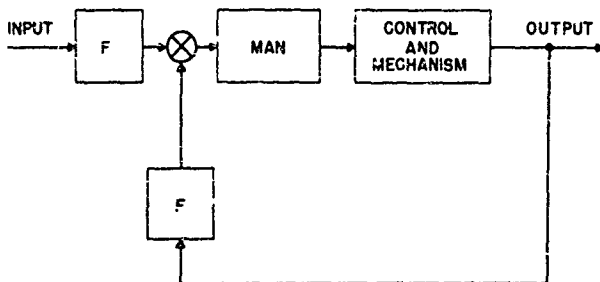 INPUT
F
MAN
CONTROL
AND
MECHANISM
OUTPUT
F